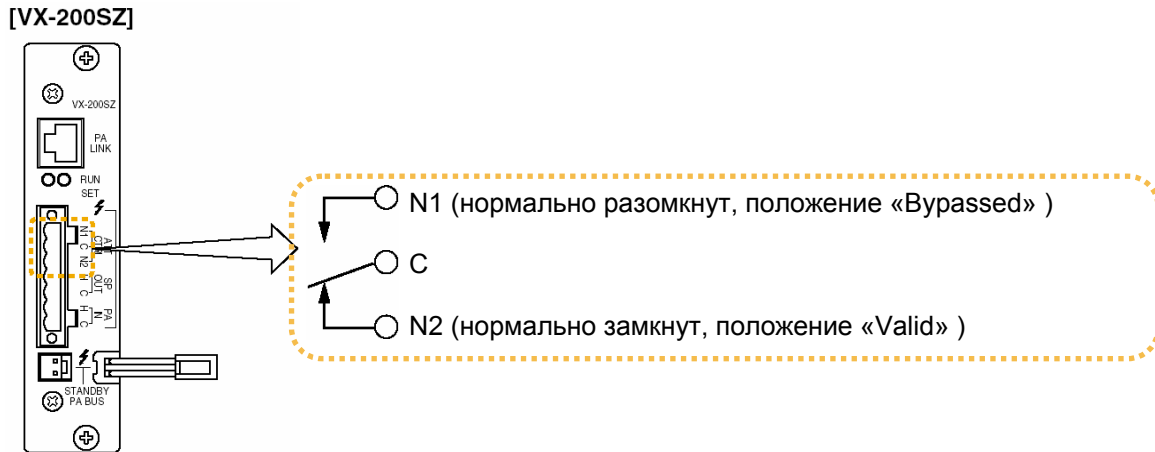 [VX-200SZ]
VX-200SZ
PA
LINK
RUN
SET
N1 C N2
ATT
CTRL
H C
SP
OUT
H C
PA
IN
STANDBY
PA BUS
N1 (нормально разомкнут, положение «Bypassed» )
C
N2 (нормально замкнут, положение «Valid» )